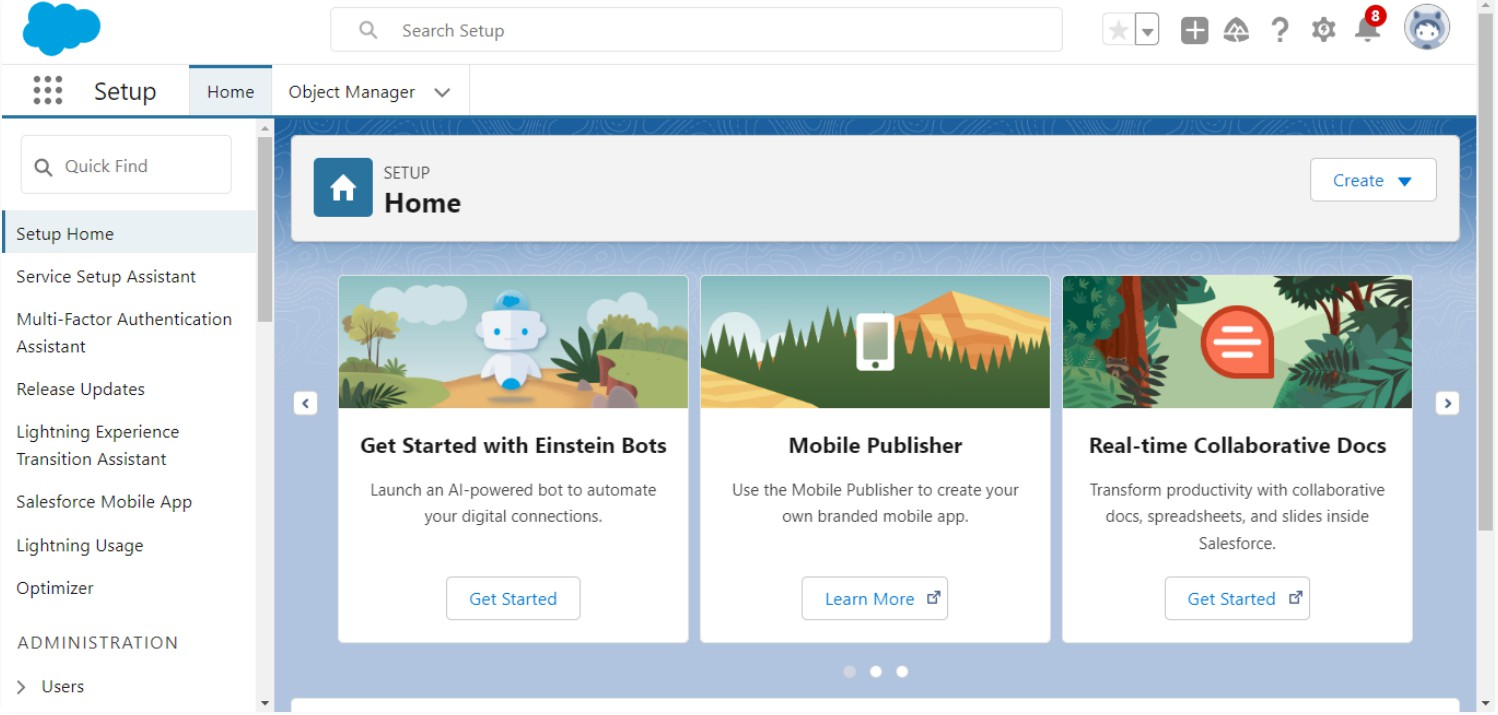 Search Setup
8
Setup
Home
Object Manager
Quick Find
Setup Home
Service Setup Assistant
Multi-Factor Authentication
Assistant
Release Updates
Lightning Experience
Transition Assistant
Salesforce Mobile App
Lightning Usage
Optimizer
ADMINISTRATION
Users
SETUP
Home
Create
Get Started with Einstein Bots
Launch an AI-powered bot to automate
your digital connections.
Get Started
Mobile Publisher
Use the Mobile Publisher to create your
own branded mobile app.
Learn More
Real-time Collaborative Docs
Transform productivity with collaborative
docs, spreadsheets, and slides inside
Salesforce.
Get Started